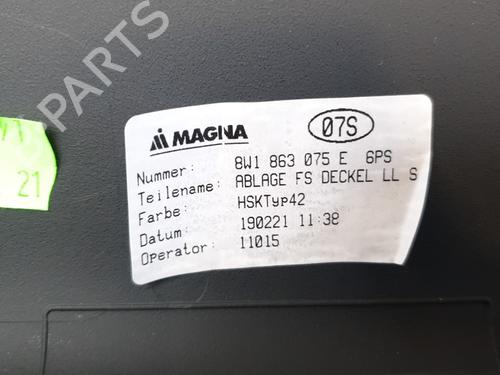 PARTS
MAGNA
07S
Nummer: 8W1 863 075 E 6PS
Teilename: ABLAGE FS DECKEL LL S
Farbe: HSKTyp42
Datum: 190221 11:38
Operator: 11015
21